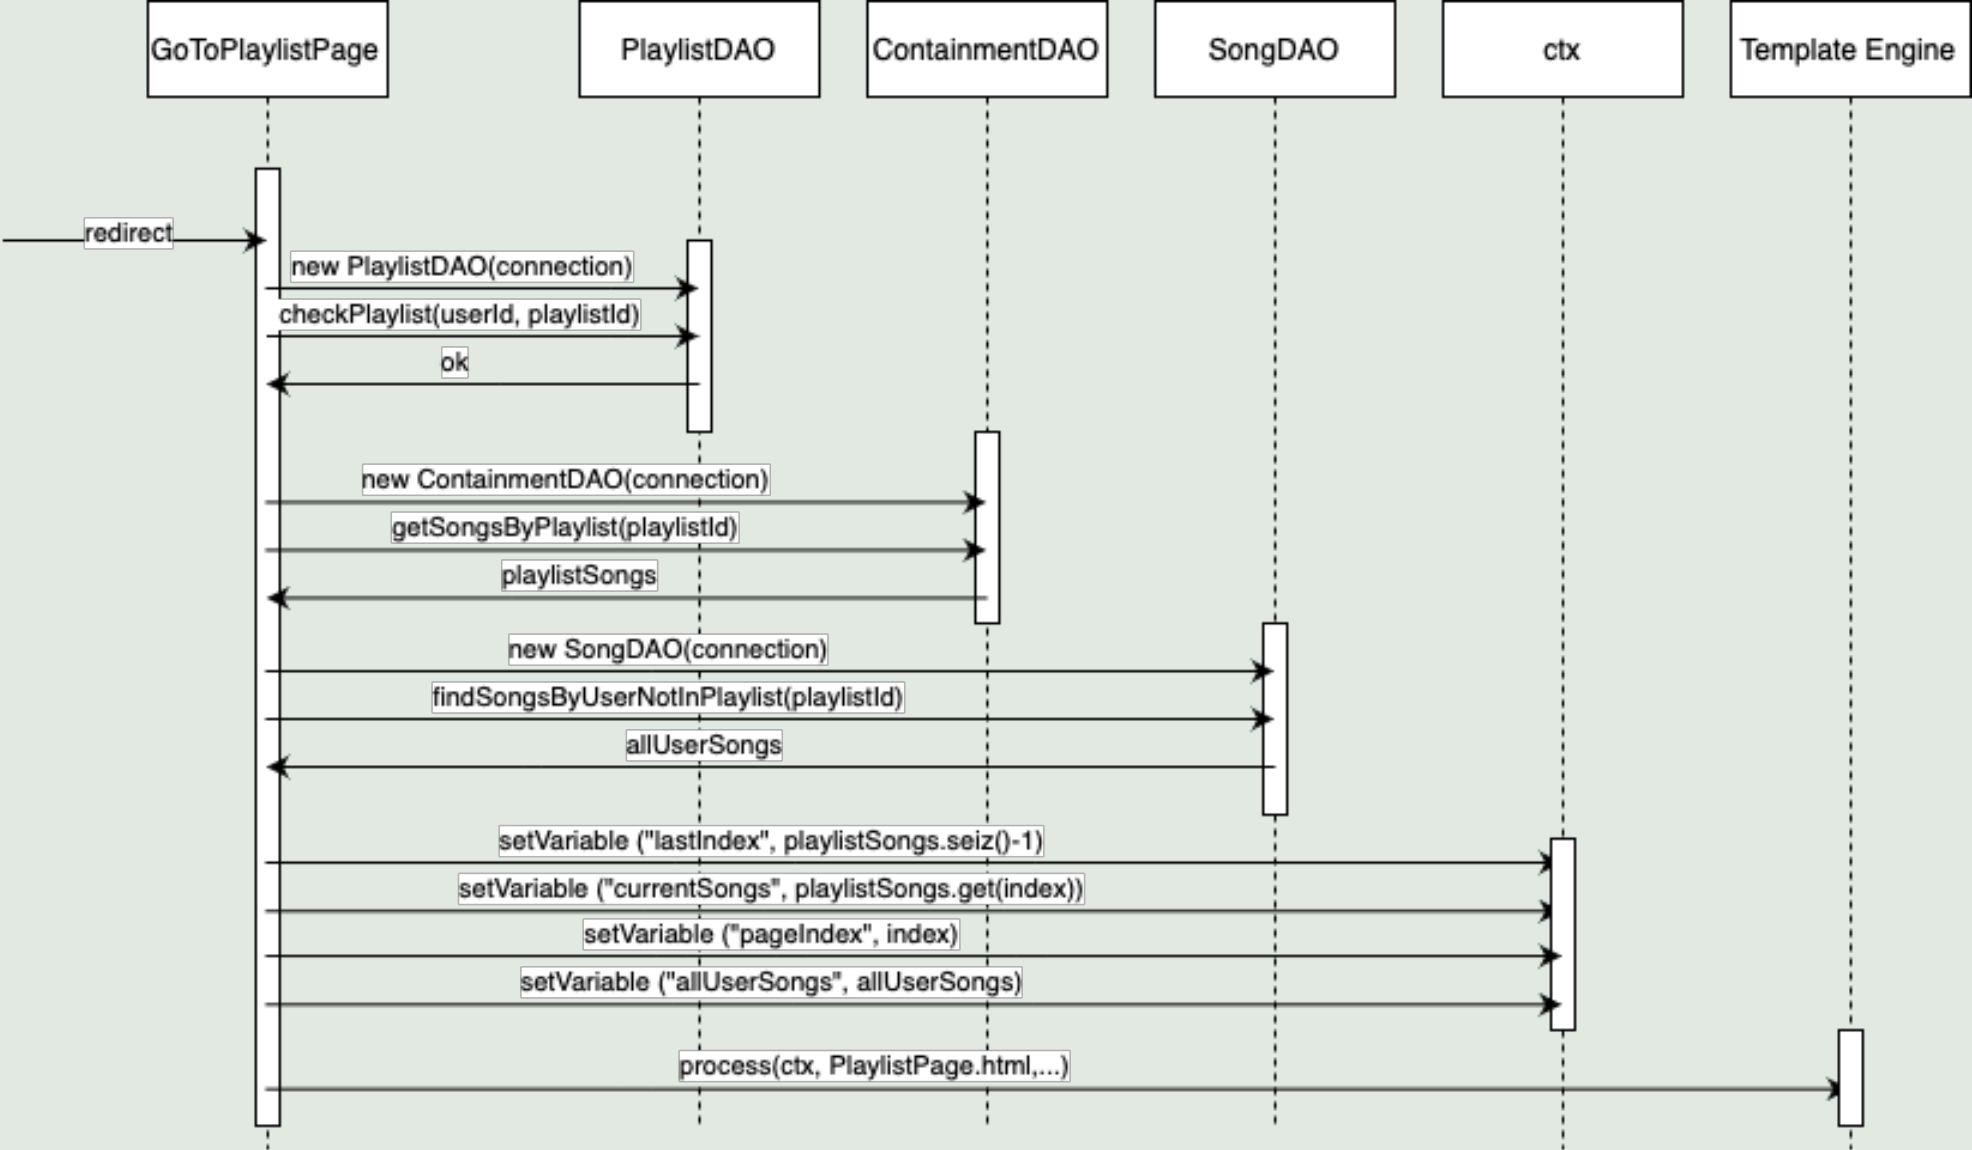 GoToPlaylistPage
PlaylistDAO
ContainmentDAO
SongDAO
ctx
Template Engine
redirect
new PlaylistDAO(connection)
checkPlaylist(userId, playlistId)
ok
new ContainmentDAO(connection)
getSongsByPlaylist(playlistId)
playlistSongs
new SongDAO(connection)
findSongsByUserNotInPlaylist(playlistId)
allUserSongs
setVariable ("lastIndex", playlistSongs.seiz()-1)
setVariable ("currentSongs", playlistSongs.get(index))
setVariable ("pageIndex", index)
setVariable ("allUserSongs", allUserSongs)
process(ctx, PlaylistPage.html,...)